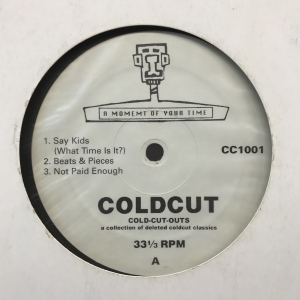 A MOMEMT OF YOUR TIME
1. Say Kids
(What Time Is It?)
2. Beats & Pieces
3. Not Paid Enough
CC1001
COLDCUT
COLD-CUT-OUTS
a collection of deleted coldcut classics
33⅓ RPM
A